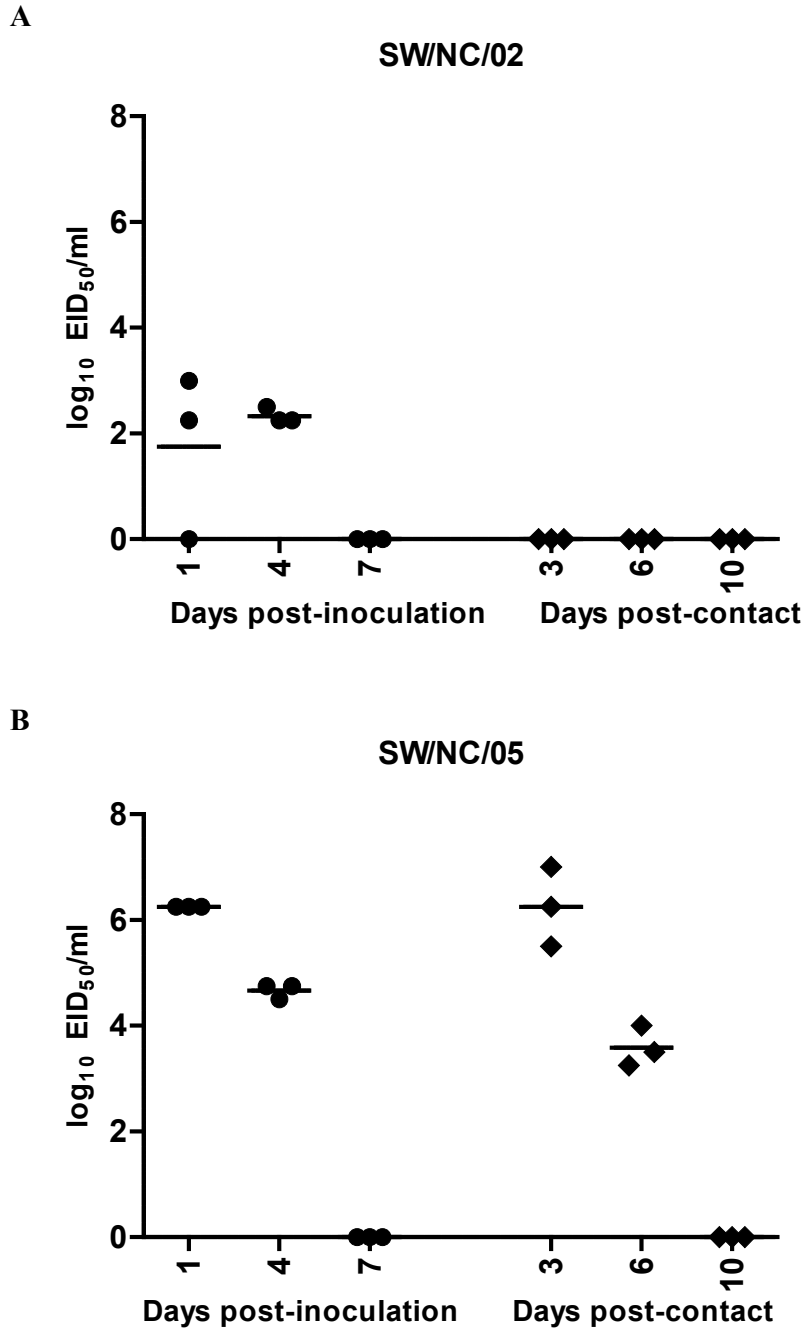 A
SW/NC/02
8
6
4
2
0
log₁₀ EID₅₀/ml
1 4 7 3 6 10
Days post-inoculation Days post-contact
B
SW/NC/05
8
6
4
2
0
log₁₀ EID₅₀/ml
1 4 7 3 6 10
Days post-inoculation Days post-contact